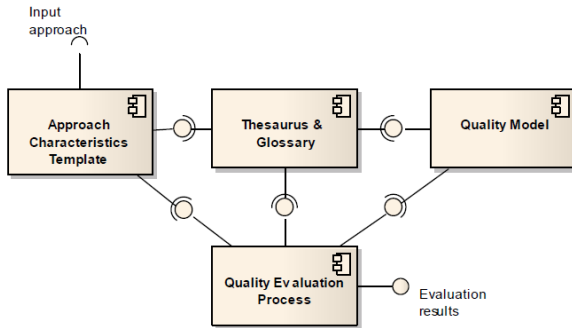 Input
approach
Approach
Characteristics
Template
Thesaurus &
Glossary
Quality Model
Quality Evaluation
Process
Evaluation
results